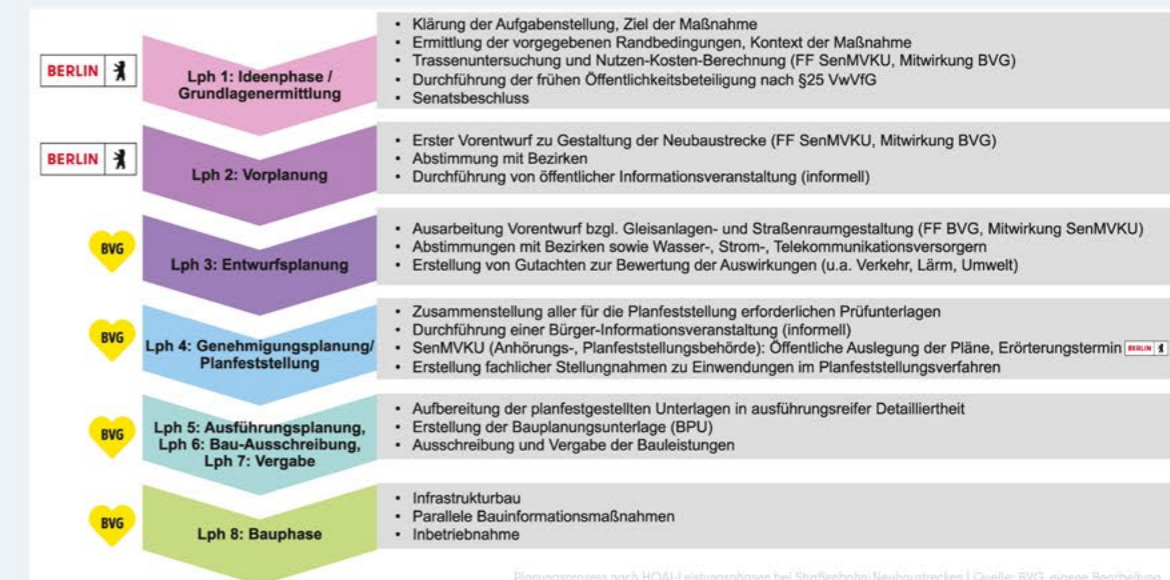 BERLIN
Lph 1: Ideenphase /
Grundlagenermittlung
• Klärung der Aufgabenstellung, Ziel der Maßnahme
• Ermittlung der vorgegebenen Randbedingungen, Kontext der Maßnahme
• Trassenuntersuchung und Nutzen-Kosten-Berechnung (FF SenMVKU, Mitwirkung BVG)
• Durchführung der frühen Öffentlichkeitsbeteiligung nach §25 VwVfG
• Senatsbeschluss
BERLIN
Lph 2: Vorplanung
• Erster Vorentwurf zu Gestaltung der Neubaustrecke (FF SenMVKU, Mitwirkung BVG)
• Abstimmung mit Bezirken
• Durchführung von öffentlicher Informationsveranstaltung (informell)
BVG
Lph 3: Entwurfsplanung
• Ausarbeitung Vorentwurf bzgl. Gleisanlagen- und Straßenraumgestaltung (FF BVG, Mitwirkung SenMVKU)
• Abstimmungen mit Bezirken sowie Wasser-, Strom-, Telekommunikationsversorgern
• Erstellung von Gutachten zur Bewertung der Auswirkungen (u.a. Verkehr, Lärm, Umwelt)
BVG
Lph 4: Genehmigungsplanung/
Planfeststellung
• Zusammenstellung aller für die Planfeststellung erforderlichen Prüfunterlagen
• Durchführung einer Bürger-Informationsveranstaltung (informell)
• SenMVKU (Anhörungs-, Planfeststellungsbehörde): Öffentliche Auslegung der Pläne, Erörterungstermin BERLIN
• Erstellung fachlicher Stellungnahmen zu Einwendungen im Planfeststellungsverfahren
BVG
Lph 5: Ausführungsplanung,
Lph 6: Bau-Ausschreibung,
Lph 7: Vergabe
• Aufbereitung der planfestgestellten Unterlagen in ausführungsreifer Detailliertheit
• Erstellung der Bauplanungsunterlage (BPU)
• Ausschreibung und Vergabe der Bauleistungen
BVG
Lph 8: Bauphase
• Infrastrukturbau
• Parallele Bauinformationsmaßnahmen
• Inbetriebnahme
Planungsprozess nach HOAI-Leistungsphasen bei Straßenbahn-Neubaustrecken | Quelle: BVG, eigene Bearbeitung